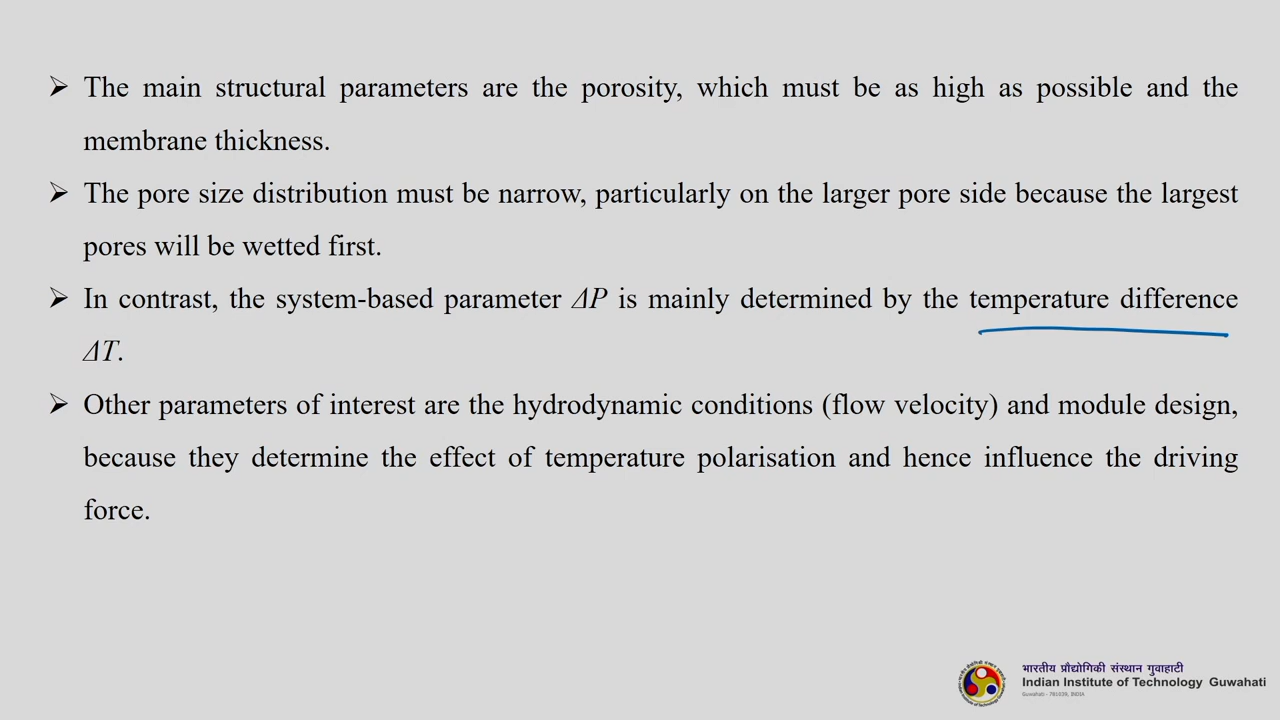 ➢ The main structural parameters are the porosity, which must be as high as possible and the
membrane thickness.
➢ The pore size distribution must be narrow, particularly on the larger pore side because the largest
pores will be wetted first.
➢ In contrast, the system-based parameter ΔP is mainly determined by the temperature difference
ΔT.
➢ Other parameters of interest are the hydrodynamic conditions (flow velocity) and module design,
because they determine the effect of temperature polarisation and hence influence the driving
force.
भारतीय प्रौद्योगिकी संस्थान गुवाहाटी
Indian Institute of Technology Guwahati
Guwahati - 781039, INDIA